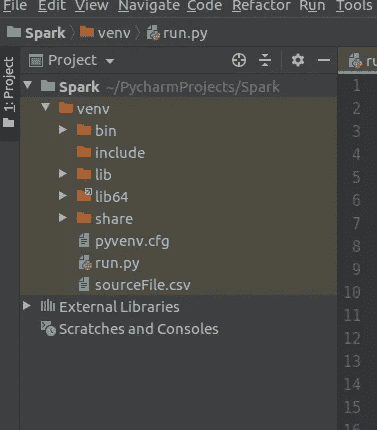 File Edit View Navigate Code Refactor Run Tools
Spark venv run.py
1: Project
Project
Spark ~/PycharmProjects/Spark
venv
bin
include
lib
lib64
share
pyvenv.cfg
run.py
sourceFile.csv
External Libraries
Scratches and Consoles
ru
1
2
3
4
5
6
7
8
9
10
11
12
13
14
15
16